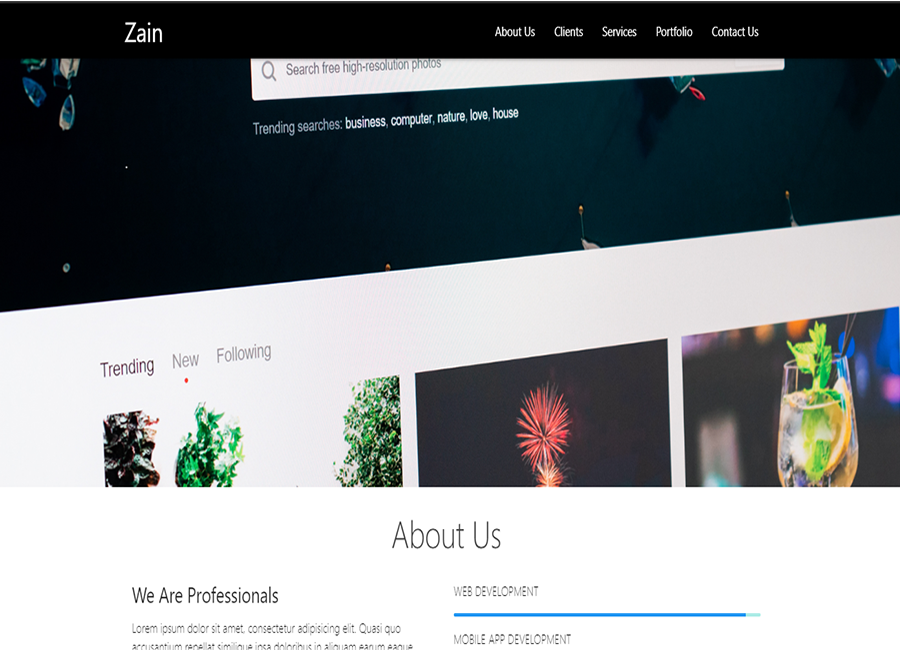 Zain
About Us Clients Services Portfolio Contact Us
Search free high-resolution photos
Trending searches: business, computer, nature, love, house
Trending New Following
About Us
We Are Professionals
Lorem ipsum dolor sit amet, consectetur adipisicing elit. Quasi quo
accusantium repellat similique ipsa doloribus in aliquam earum eaque
WEB DEVELOPMENT
MOBILE APP DEVELOPMENT